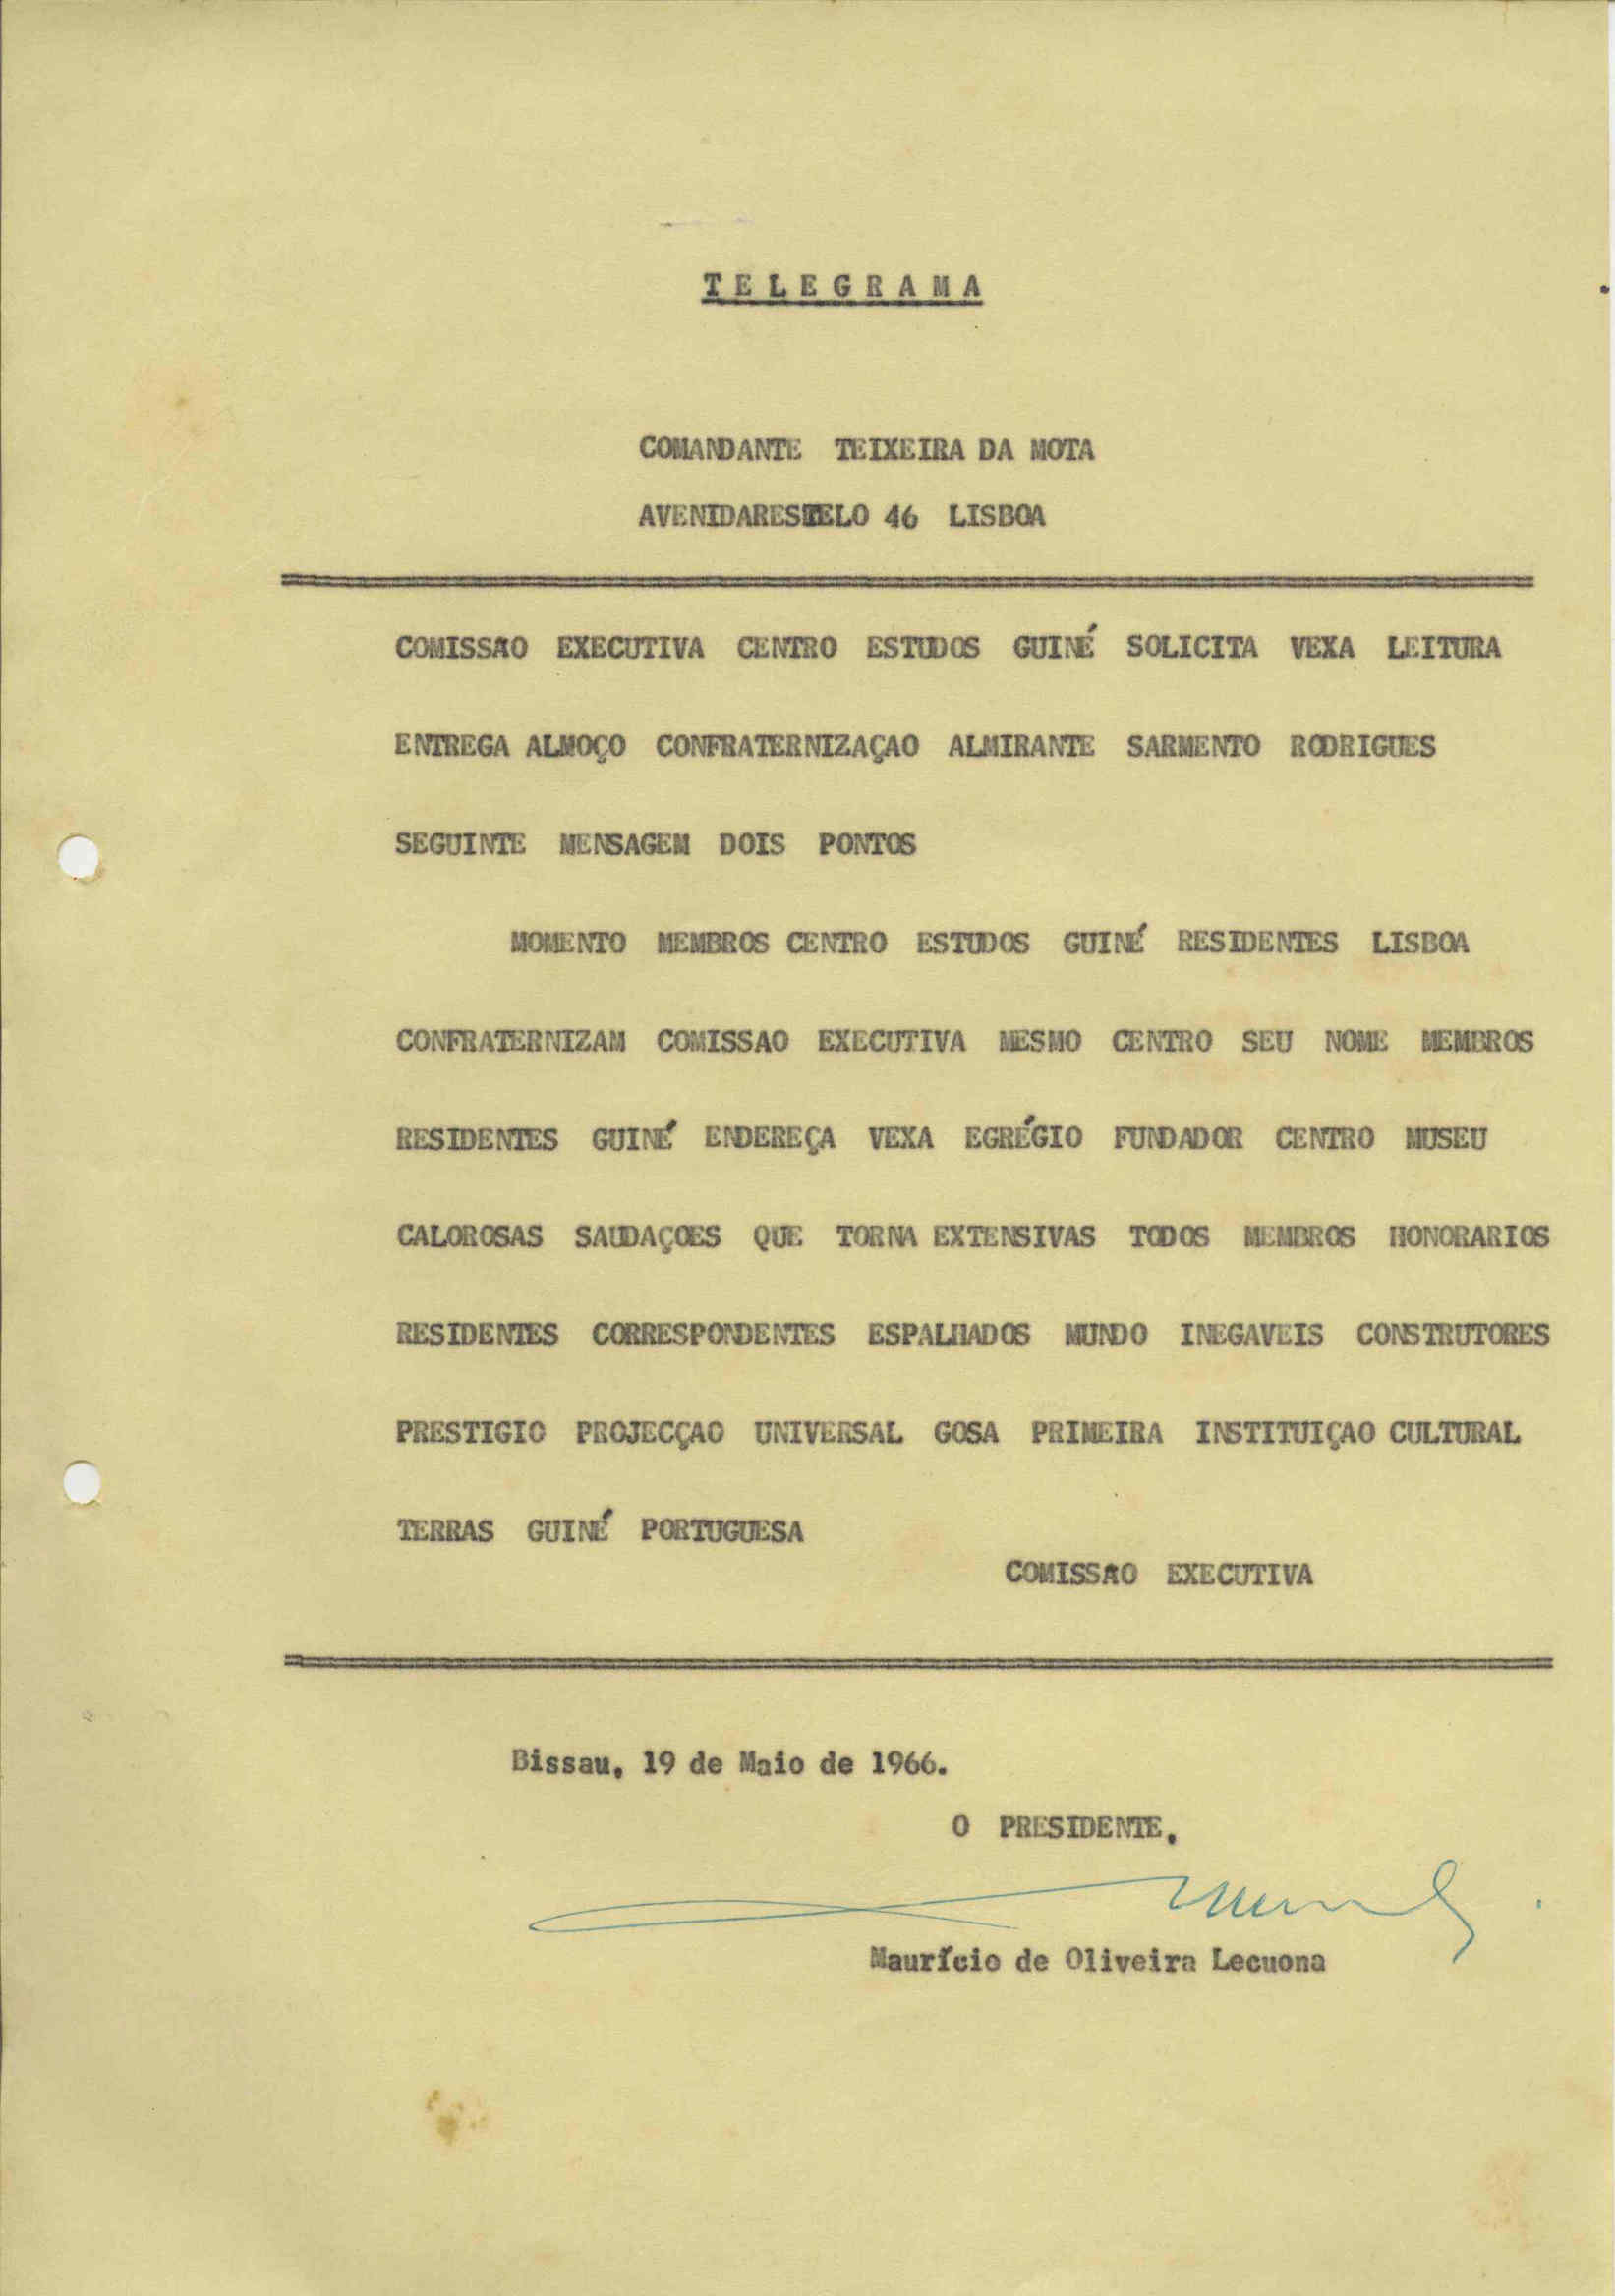 TELEGRAMA
COMANDANTE TEIXEIRA DA MOTA
AVENIDARESTELO 46 LISBOA
COMISSAO EXECUTIVA CENTRO ESTUDOS GUINÉ SOLICITA VEXA LEITURA
ENTREGA ALMOÇO CONFRATERNIZAÇAO ALMIRANTE SARMENTO RODRIGUES
SEGUINTE MENSAGEM DOIS PONTOS
MOMENTO MEMBROS CENTRO ESTUDOS GUINÉ RESIDENTES LISBOA
CONFRATERNIZAM COMISSAO EXECUTIVA MESMO CENTRO SEU NOME MEMBROS
RESIDENTES GUINÉ ENDEREÇA VEXA EGRÉGIO FUNDADOR CENTRO MUSEU
CALOROSAS SAUDAÇOES QUE TORNA EXTENSIVAS TODOS MEMBROS HONORARIOS
RESIDENTES CORRESPONDENTES ESPALHADOS MUNDO INEGAVEIS CONSTRUTORES
PRESTIGIO PROJECÇAO UNIVERSAL GOSA PRIMEIRA INSTITUIÇAO CULTURAL
TERRAS GUINÉ PORTUGUESA
COMISSAO EXECUTIVA
Bissau, 19 de Maio de 1966.
O PRESIDENTE,
Maurício de Oliveira Lecuona